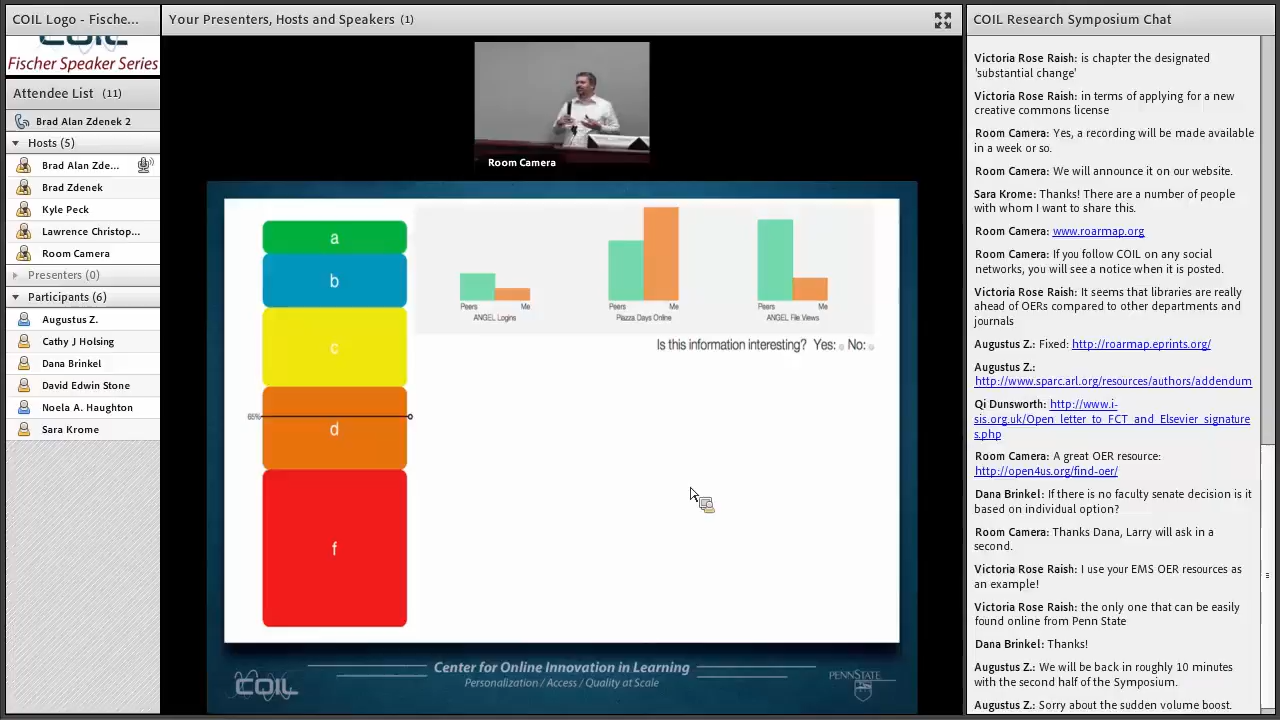 COIL Logo - Fische...
COIL
Fischer Speaker Series
Attendee List (11)
Brad Alan Zdenek 2
Hosts (5)
Brad Alan Zde...
Brad Zdenek
Kyle Peck
Lawrence Christop...
Room Camera
Presenters (0)
Participants (6)
Augustus Z.
Cathy J Holsing
Dana Brinkel
David Edwin Stone
Noela A. Haughton
Sara Krome
Your Presenters, Hosts and Speakers (1)
Room Camera
a
b
c
65%
d
f
Peers Me
ANGEL Logins
Peers Me
Piazza Days Online
Peers Me
ANGEL File Views
Is this information interesting? Yes: No:
COIL
Center for Online Innovation in Learning
Personalization / Access / Quality at Scale
PENNSTATE
COIL Research Symposium Chat
Victoria Rose Raish: is chapter the designated
'substantial change'
Victoria Rose Raish: in terms of applying for a new
creative commons license
Room Camera: Yes, a recording will be made available
in a week or so.
Room Camera: We will announce it on our website.
Sara Krome: Thanks! There are a number of people
with whom I want to share this.
Room Camera: www.roarmap.org
Room Camera: If you follow COIL on any social
networks, you will see a notice when it is posted.
Victoria Rose Raish: It seems that libraries are really
ahead of OERs compared to other departments and
journals
Augustus Z.: Fixed: http://roarmap.eprints.org/
Augustus Z.:
http://www.sparc.arl.org/resources/authors/addendum
Qi Dunsworth: http://www.i-
sis.org.uk/Open_letter_to_FCT_and_Elsevier_signature
s.php
Room Camera: A great OER resource:
http://open4us.org/find-oer/
Dana Brinkel: If there is no faculty senate decision is it
based on individual option?
Room Camera: Thanks Dana, Larry will ask in a
second.
Victoria Rose Raish: I use your EMS OER resources as
an example!
Victoria Rose Raish: the only one that can be easily
found online from Penn State
Dana Brinkel: Thanks!
Augustus Z.: We will be back in roughly 10 minutes
with the second half of the Symposium.
Augustus Z.: Sorry about the sudden volume boost.